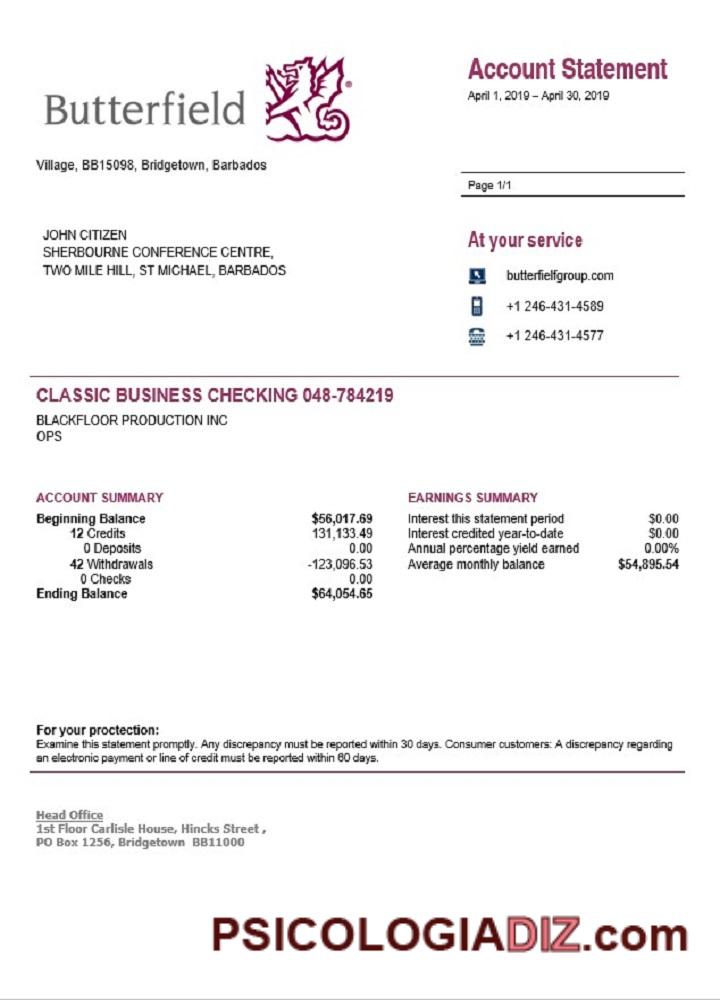 Butterfield
®
Account Statement
April 1, 2019 – April 30, 2019
Village, BB15098, Bridgetown, Barbados
Page 1/1
JOHN CITIZEN
SHERBOURNE CONFERENCE CENTRE,
TWO MILE HILL, ST MICHAEL, BARBADOS
At your service
butterfielfgroup.com
+1 246-431-4589
+1 246-431-4577
CLASSIC BUSINESS CHECKING 048-784219
BLACKFLOOR PRODUCTION INC
OPS
ACCOUNT SUMMARY
Beginning Balance $56,017.69
12 Credits 131,133.49
0 Deposits 0.00
42 Withdrawals -123,096.53
0 Checks 0.00
Ending Balance $64,054.65
EARNINGS SUMMARY
Interest this statement period $0.00
Interest credited year-to-date $0.00
Annual percentage yield earned 0.00%
Average monthly balance $54,895.54
For your proctection:
Examine this statement promptly. Any discrepancy must be reported within 30 days. Consumer customers: A discrepancy regarding
an electronic payment or line of credit must be reported within 60 days.
Head Office
1st Floor Carlisle House, Hincks Street ,
PO Box 1256, Bridgetown BB11000
PSICOLOGIADIZ.com